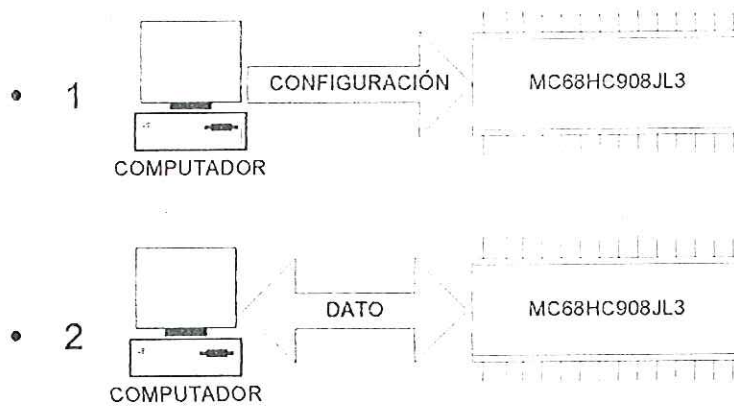 • 1
CONFIGURACIÓN
MC68HC908JL3
COMPUTADOR
• 2
DATO
MC68HC908JL3
COMPUTADOR